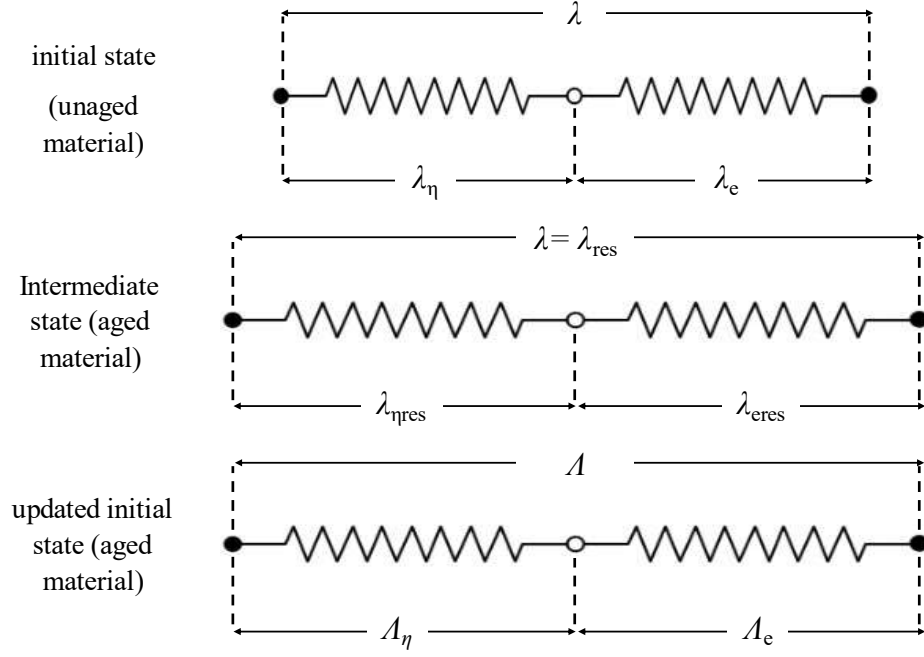 λ
initial state
(unaged
material)
λη λe
λ= λres
Intermediate
state (aged
material)
ληres λeres
Λ
updated initial
state (aged
material)
Λη Λe